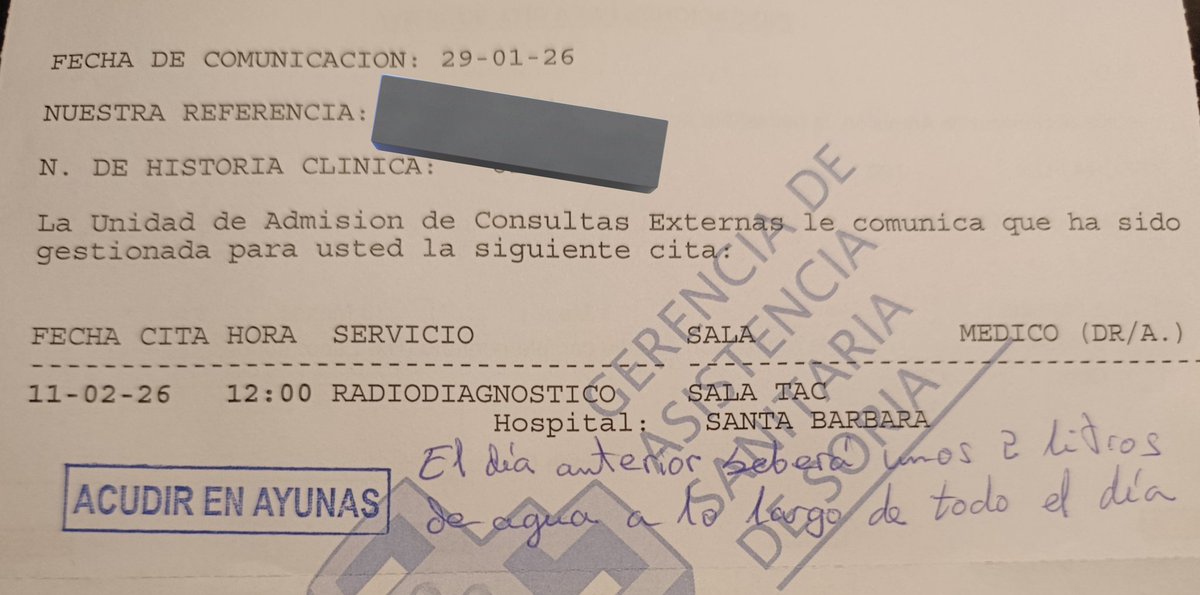 FECHA DE COMUNICACION: 29-01-26
NUESTRA REFERENCIA:
N. DE HISTORIA CLINICA:
La Unidad de Admision de Consultas Externas le comunica que ha sido
gestionada para usted la siguiente cita:
FECHA CITA HORA SERVICIO SALA MEDICO (DR/A.)
11-02-26 12:00 RADIODIAGNOSTICO SALA TAC
Hospital: SANTA BARBARA
El día anterior beberá unos 2 litros
de agua a lo largo de todo el día
ACUDIR EN AYUNAS
GERENCIA DE
ASISTENCIA
SANITARIA
DE SORIA